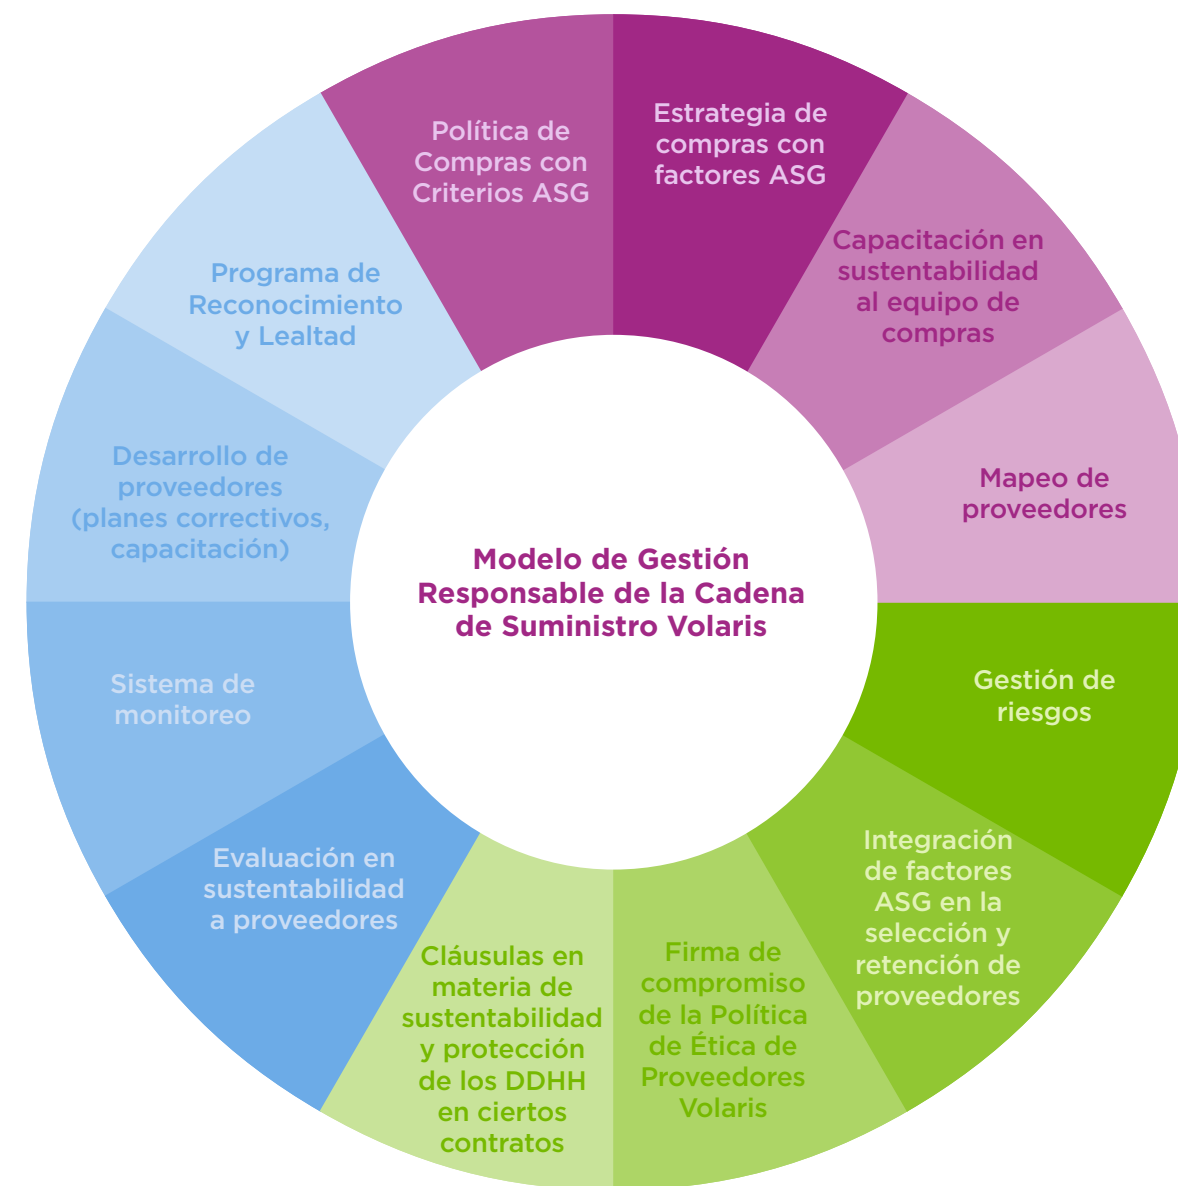 Política de
Compras con
Criterios ASG
Estrategia de
compras con
factores ASG
Capacitación en
sustentabilidad
al equipo de
compras
Mapeo de
proveedores
Gestión de
riesgos
Integración
de factores
ASG en la
selección y
retención de
proveedores
Firma de
compromiso
de la Política
de Ética de
Proveedores
Volaris
Cláusulas en
materia de
sustentabilidad
y protección
de los DDHH
en ciertos
contratos
Evaluación en
sustentabilidad
a proveedores
Sistema de
monitoreo
Desarrollo de
proveedores
(planes correctivos,
capacitación)
Programa de
Reconocimiento
y Lealtad
Modelo de Gestión
Responsable de la Cadena
de Suministro Volaris